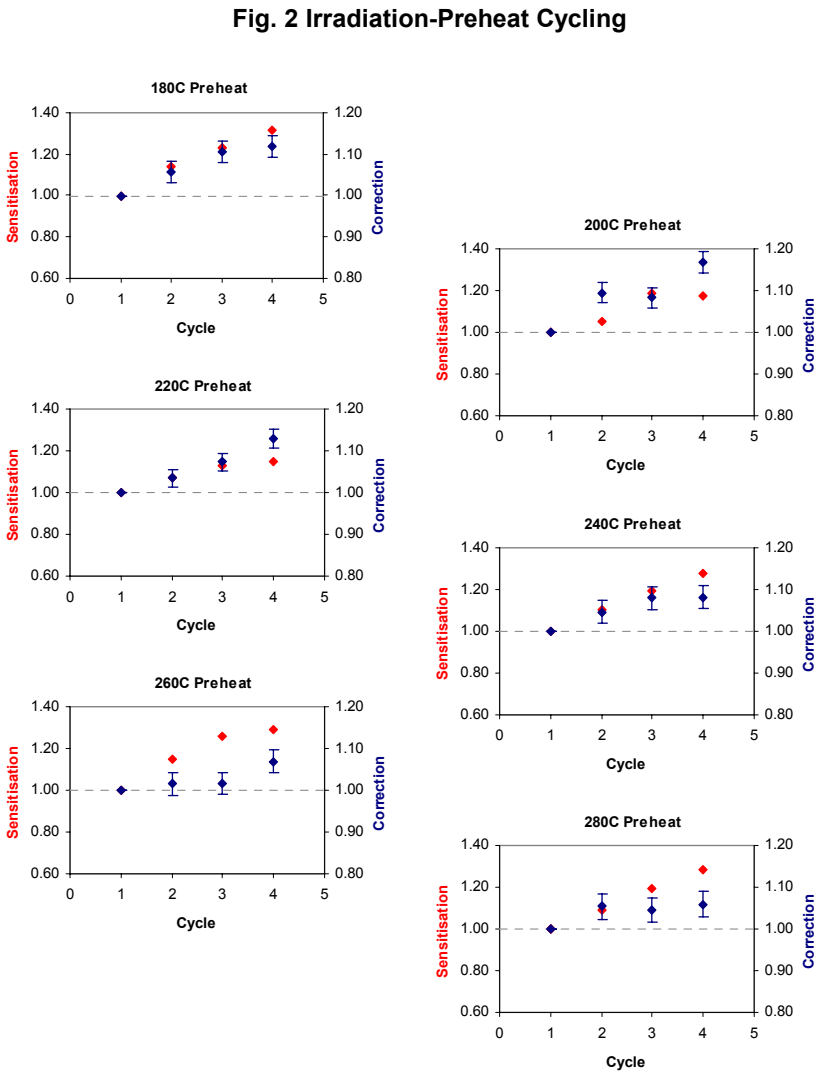 Fig. 2 Irradiation-Preheat Cycling
180C Preheat
1.40
1.20
1.00
0.80
0.60
1.20
1.10
1.00
0.90
0.80
0 1 2 3 4 5
Sensitisation
Correction
Cycle
200C Preheat
1.40
1.20
1.00
0.80
0.60
1.20
1.10
1.00
0.90
0.80
0 1 2 3 4 5
Sensitisation
Correction
Cycle
220C Preheat
1.40
1.20
1.00
0.80
0.60
1.20
1.10
1.00
0.90
0.80
0 1 2 3 4 5
Sensitisation
Correction
Cycle
240C Preheat
1.40
1.20
1.00
0.80
0.60
1.20
1.10
1.00
0.90
0.80
0 1 2 3 4 5
Sensitisation
Correction
Cycle
260C Preheat
1.40
1.20
1.00
0.80
0.60
1.20
1.10
1.00
0.90
0.80
0 1 2 3 4 5
Sensitisation
Correction
Cycle
280C Preheat
1.40
1.20
1.00
0.80
0.60
1.20
1.10
1.00
0.90
0.80
0 1 2 3 4 5
Sensitisation
Correction
Cycle